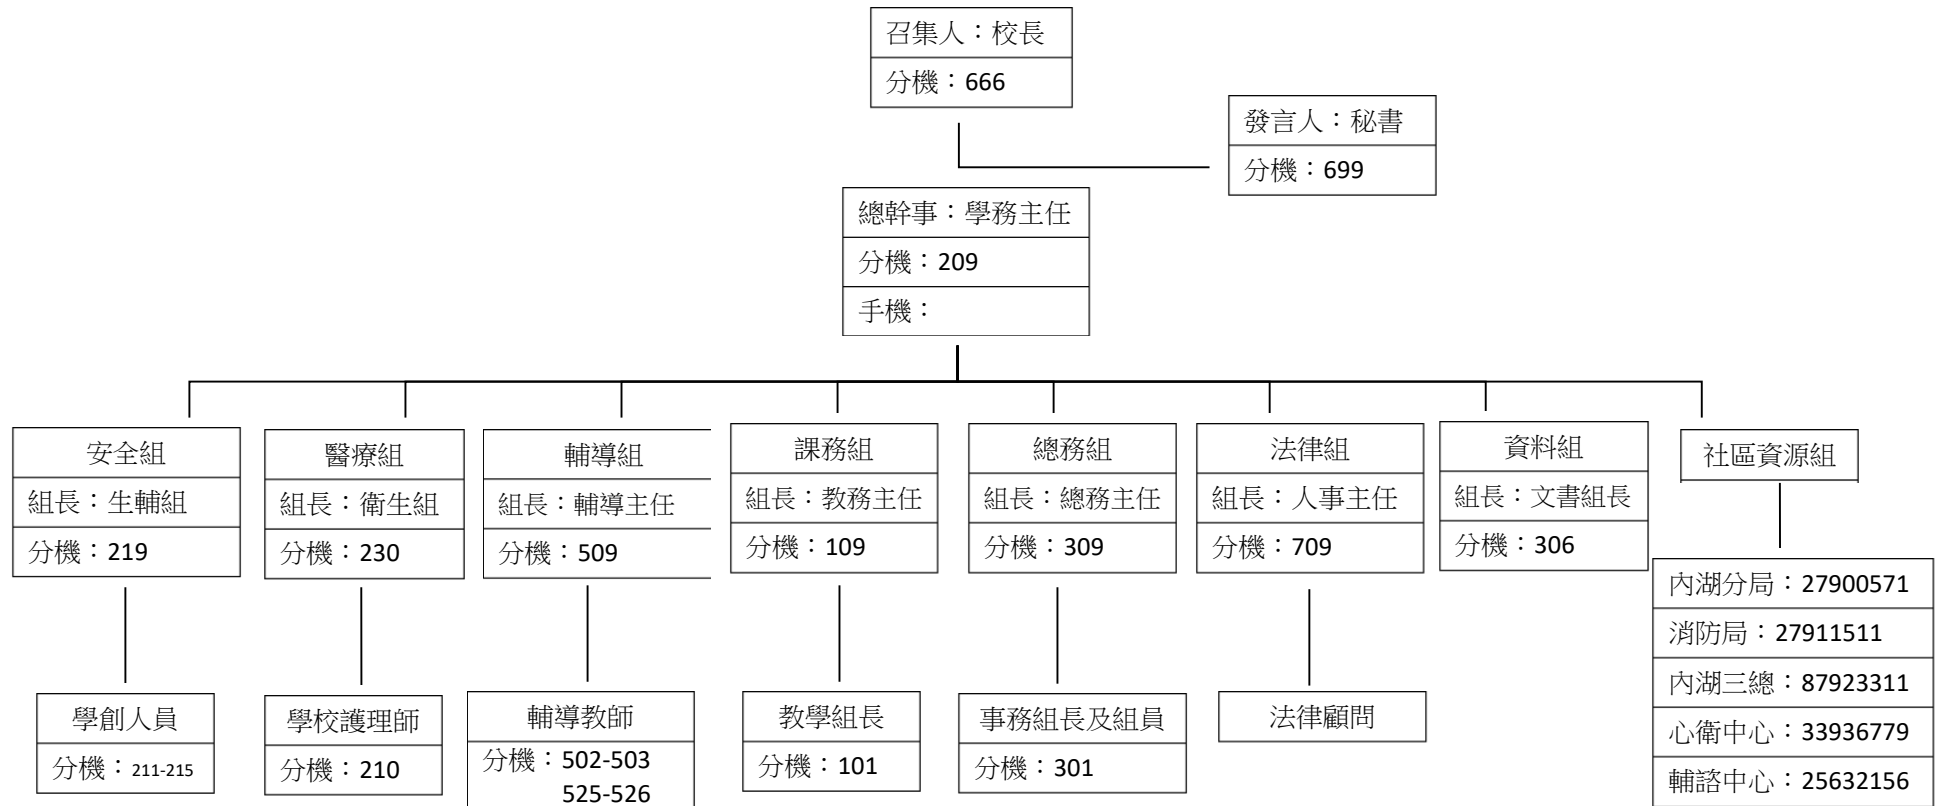 召集人：校長
分機：666
發言人：秘書
分機：699
總幹事：學務主任
分機：209
手機：
安全組
組長：生輔組
分機：219
醫療組
組長：衛生組
分機：230
輔導組
組長：輔導主任
分機：509
課務組
組長：教務主任
分機：109
總務組
組長：總務主任
分機：309
法律組
組長：人事主任
分機：709
資料組
組長：文書組長
分機：306
社區資源組
學創人員
分機：211-215
學校護理師
分機：210
輔導教師
分機：502-503
525-526
教學組長
分機：101
事務組長及組員
分機：301
法律顧問
內湖分局：27900571
消防局：27911511
內湖三總：87923311
心衛中心：33936779
輔諮中心：25632156